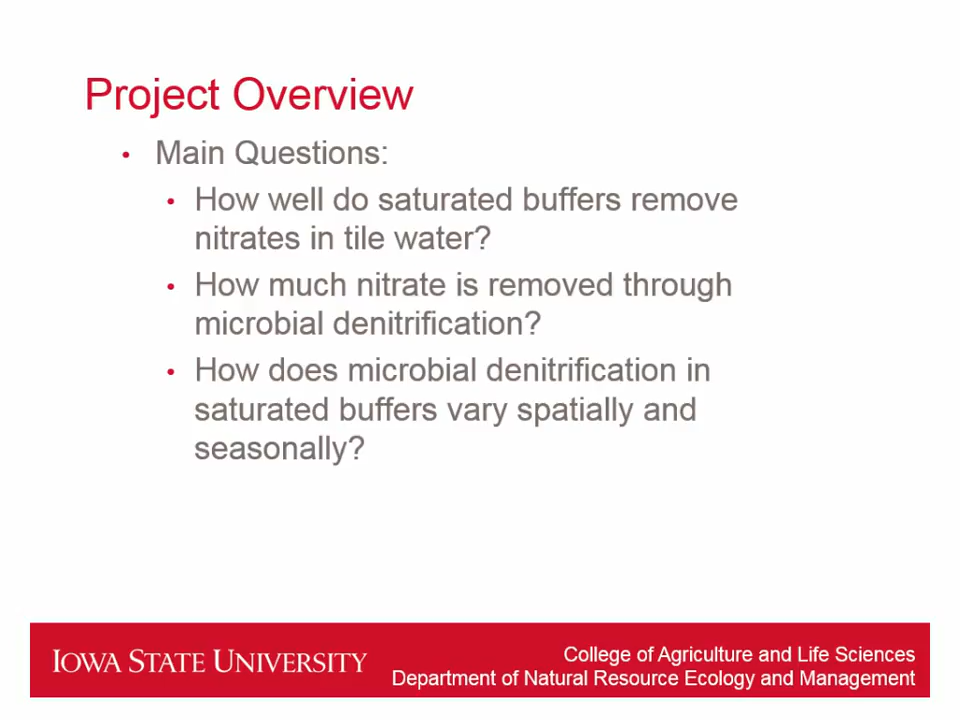 Project Overview
• Main Questions:
• How well do saturated buffers remove
nitrates in tile water?
• How much nitrate is removed through
microbial denitrification?
• How does microbial denitrification in
saturated buffers vary spatially and
seasonally?
IOWA STATE UNIVERSITY
College of Agriculture and Life Sciences
Department of Natural Resource Ecology and Management